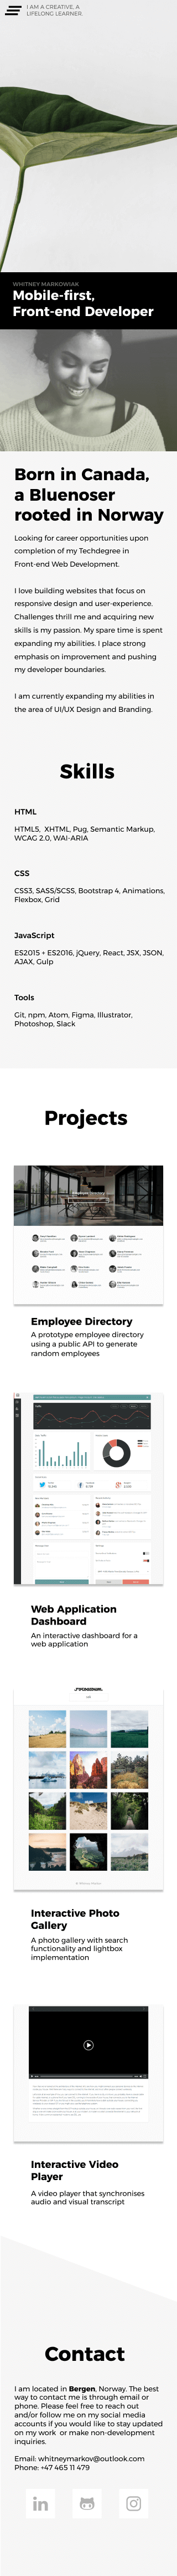 I AM A CREATIVE, A
LIFELONG LEARNER.
WHITNEY MARKOWIAK
Mobile-first,
Front-end Developer
Born in Canada,
a Bluenoser
rooted in Norway
Looking for career opportunities upon
completion of my Techdegree in
Front-end Web Development.
I love building websites that focus on
responsive design and user-experience.
Challenges thrill me and acquiring new
skills is my passion. My spare time is spent
expanding my abilities. I place strong
emphasis on improvement and pushing
my developer boundaries.
I am currently expanding my abilities in
the area of UI/UX Design and Branding.
Skills
HTML
HTML5, XHTML, Pug, Semantic Markup,
WCAG 2.0, WAI-ARIA
CSS
CSS3, SASS/SCSS, Bootstrap 4, Animations,
Flexbox, Grid
JavaScript
ES2015 + ES2016, jQuery, React, JSX, JSON,
AJAX, Gulp
Tools
Git, npm, Atom, Figma, Illustrator,
Photoshop, Slack
Projects
Employee Directory
A prototype employee directory
using a public API to generate
random employees
Web Application
Dashboard
An interactive dashboard for a
web application
Interactive Photo
Gallery
A photo gallery with search
functionality and lightbox
implementation
Interactive Video
Player
A video player that synchronises
audio and visual transcript
Contact
I am located in Bergen, Norway. The best
way to contact me is through email or
phone. Please feel free to reach out
and/or follow me on my social media
accounts if you would like to stay updated
on my work or make non-development
inquiries.
Email: whitneymarkov@outlook.com
Phone: +47 465 11 479
in